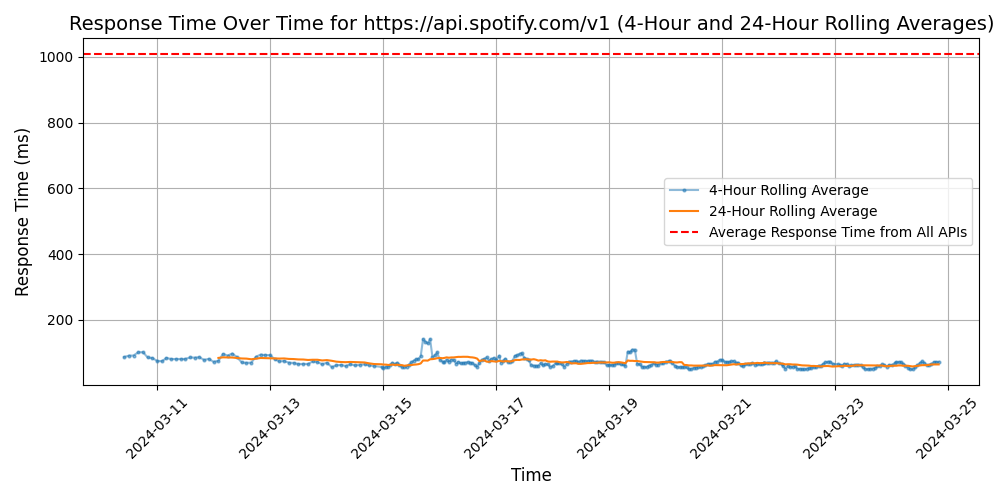 Response Time Over Time for https://api.spotify.com/v1 (4-Hour and 24-Hour Rolling Averages)
Response Time (ms)
1000
800
600
400
200
4-Hour Rolling Average
24-Hour Rolling Average
Average Response Time from All APIs
2024-03-11
2024-03-13
2024-03-15
2024-03-17
2024-03-19
2024-03-21
2024-03-23
2024-03-25
Time